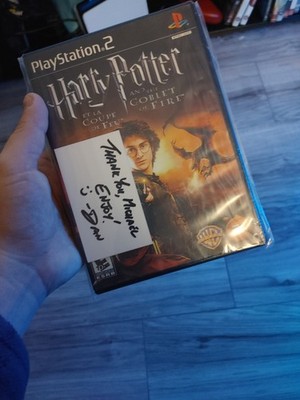 PlayStation 2
Harry Potter
ET LA
COUPE
DE FEU
AND THE
GOBLET
OF FIRE
THANK YOU, MICHAEL
ENJOY!
:) -DAN